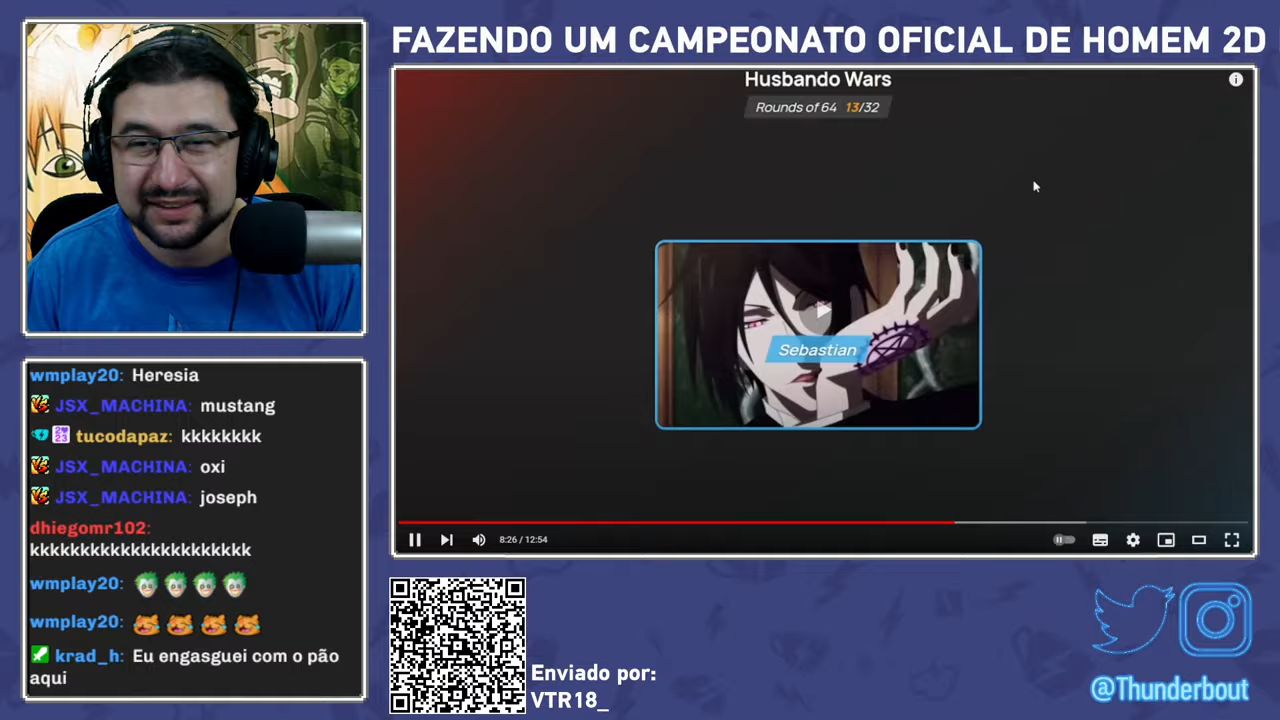 FAZENDO UM CAMPEONATO OFICIAL DE HOMEM 2D
Husbando Wars
Rounds of 64 13/32
Sebastian
8:26 / 12:54
wmplay20: Heresia
JSX_MACHINA: mustang
tucodapaz: kkkkkkkk
JSX_MACHINA: oxi
JSX_MACHINA: joseph
dhiegomr102:
kkkkkkkkkkkkkkkkkkkkkk
wmplay20:
wmplay20:
krad_h: Eu engasguei com o pão
aqui
Enviado por:
VTR18_
@Thunderbout